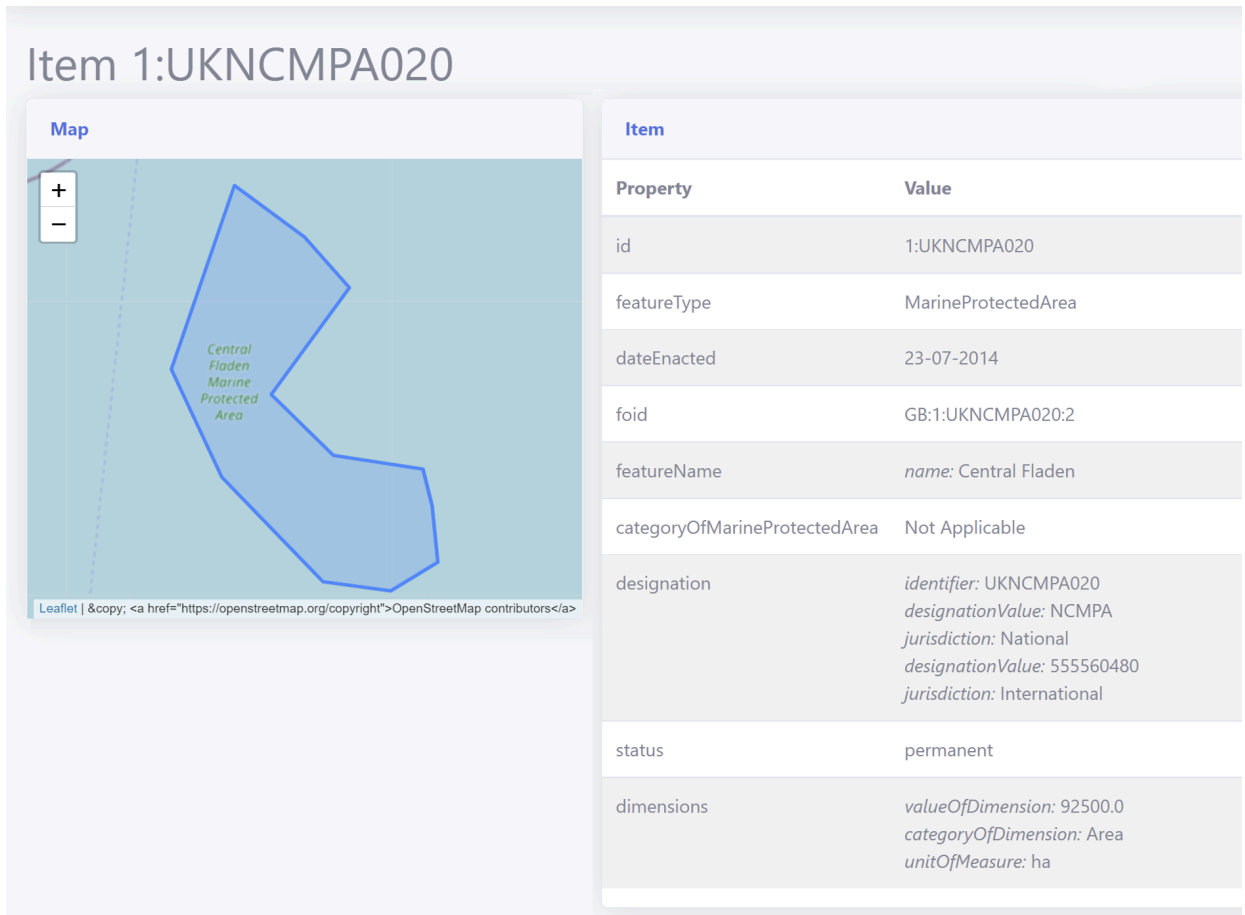 Item 1:UKNCMPA020
Map
+
−
Central
Fladen
Marine
Protected
Area
Leaflet | &copy; <a href="https://openstreetmap.org/copyright">OpenStreetMap contributors</a>
Item
Property Value
id 1:UKNCMPA020
featureType MarineProtectedArea
dateEnacted 23-07-2014
foid GB:1:UKNCMPA020:2
featureName name: Central Fladen
categoryOfMarineProtectedArea Not Applicable
designation identifier: UKNCMPA020
designationValue: NCMPA
jurisdiction: National
designationValue: 555560480
jurisdiction: International
status permanent
dimensions valueOfDimension: 92500.0
categoryOfDimension: Area
unitOfMeasure: ha